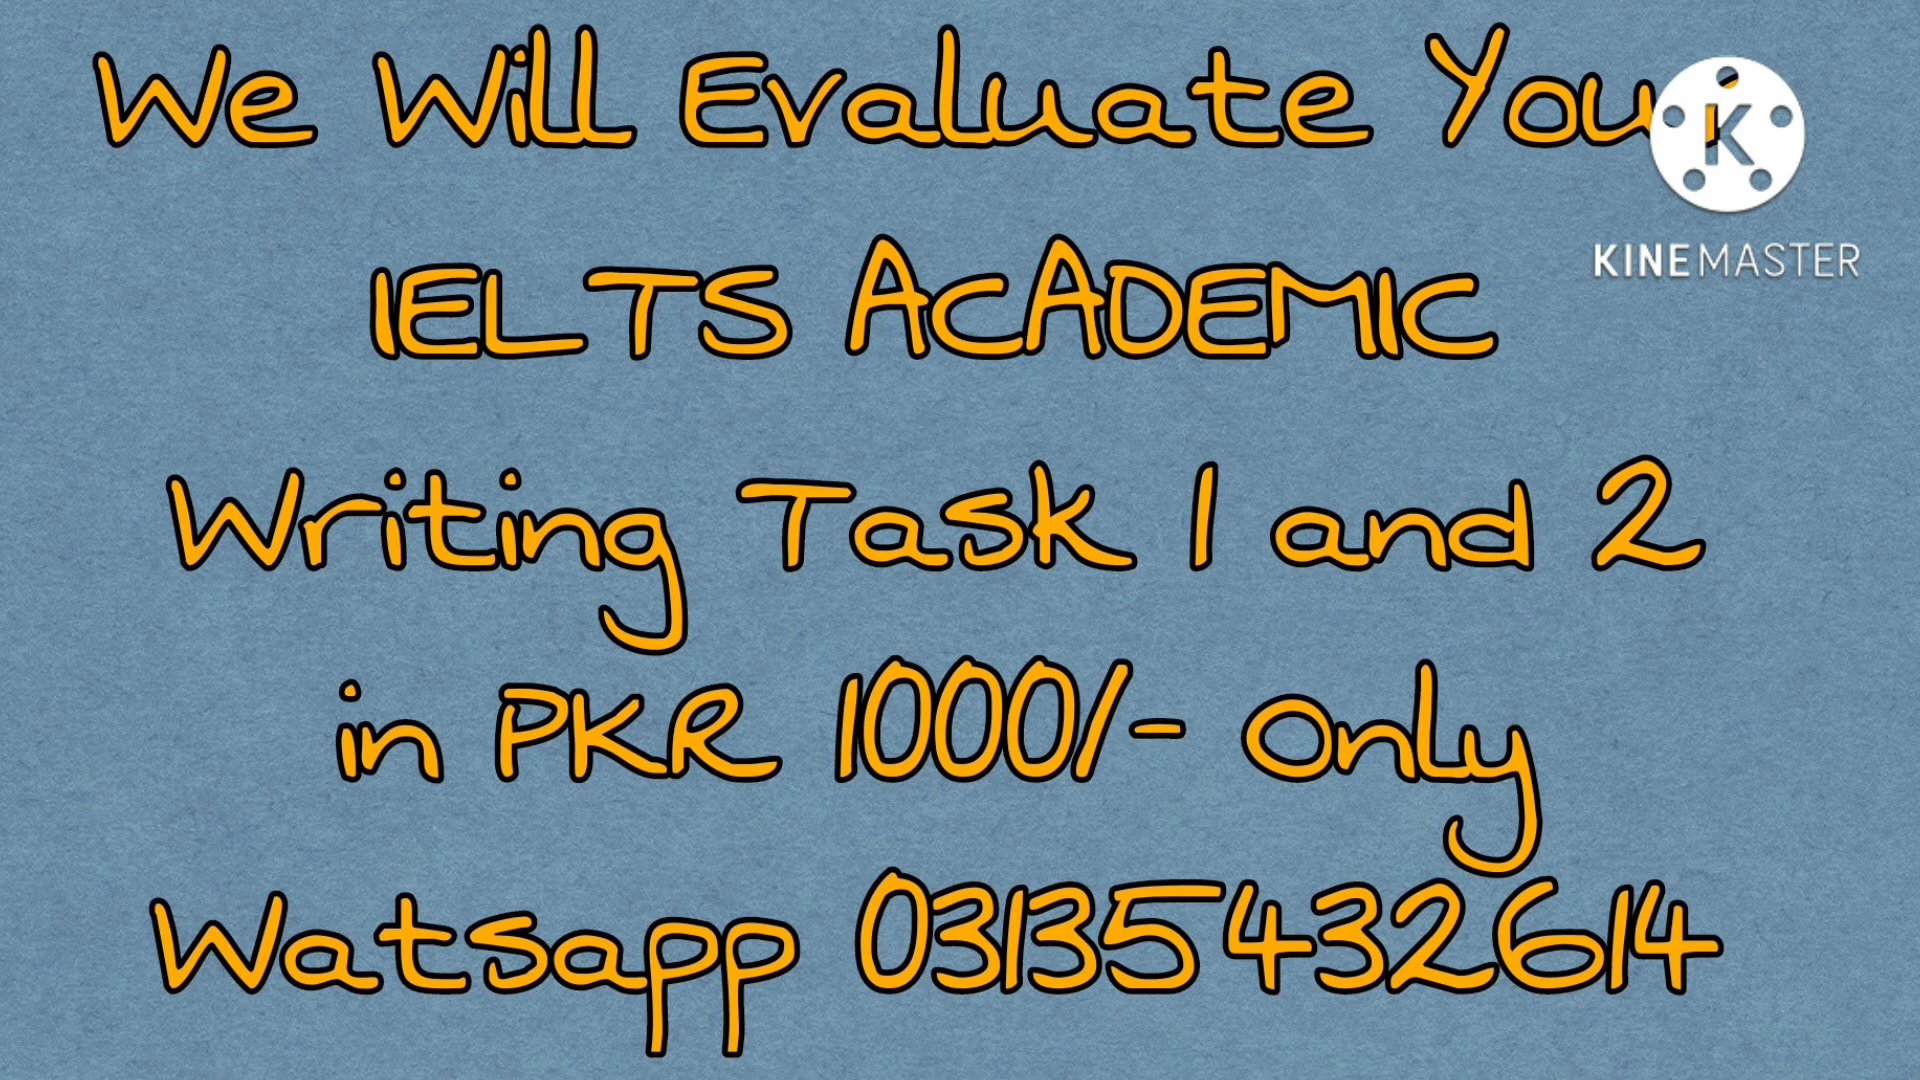 We Will Evaluate You
IELTS ACADEMIC
Writing Task 1 and 2
in PKR 1000/- Only
Watsapp 03135432614
K
KINEMASTER